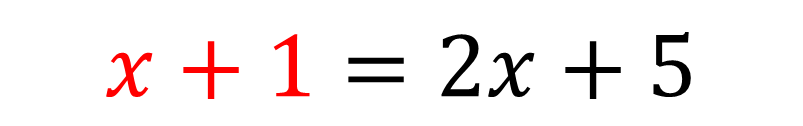 x + 1 = 2x + 5